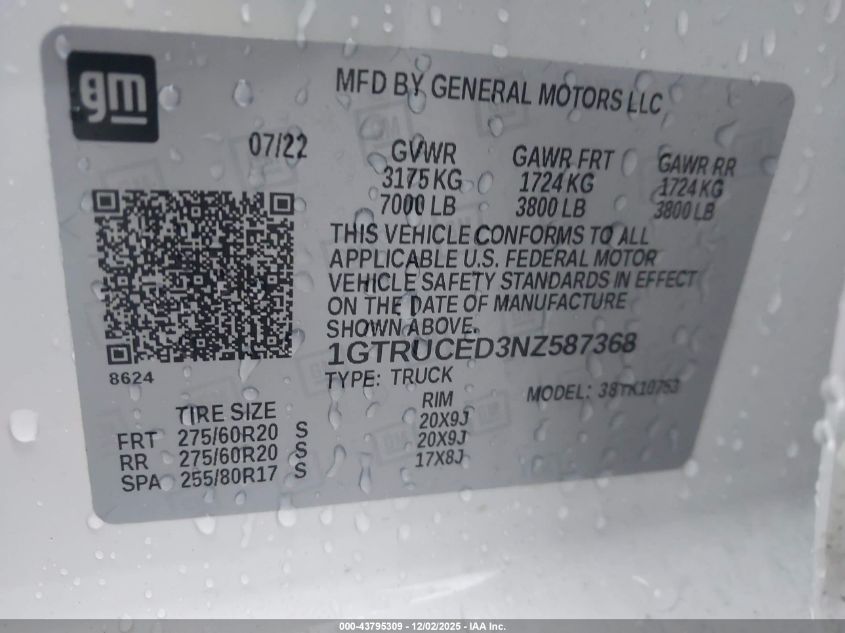 gm
MFD BY GENERAL MOTORS LLC
07/22
GVWR GAWR FRT GAWR RR
3175 KG 1724 KG 1724 KG
7000 LB 3800 LB 3800 LB
THIS VEHICLE CONFORMS TO ALL
APPLICABLE U.S. FEDERAL MOTOR
VEHICLE SAFETY STANDARDS IN EFFECT
ON THE DATE OF MANUFACTURE
SHOWN ABOVE.
1GTRUCED3NZ587368
8624
TYPE: TRUCK MODEL:
TIRE SIZE RIM
FRT 275/60R20 S 20X9J
RR 275/60R20 S 20X9J
SPA 255/80R17 S 17X8J
000-43795309 - 12/02/2025 - IAA Inc.